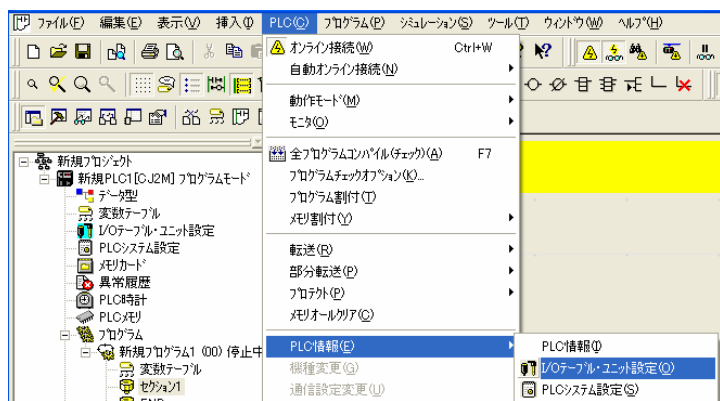 ファイル(F) 編集(E) 表示(V) 挿入(I) PLC(C) プログラム(P) シミュレーション(S) ツール(T) ウィンドウ(W) ヘルプ(H)
オンライン接続(W) Ctrl+W
自動オンライン接続(N)
動作モード(M)
モニタ(O)
全プログラムコンパイル(チェック)(A) F7
プログラムチェックオプション(K)...
プログラム割付(T)
メモリ割付(Y)
転送(R)
部分転送(P)
プロテクト(P)
メモリオールクリア(C)
PLC情報(E)
機種変更(G)
通信設定変更(U)
PLC情報(I)
I/Oテーブル・ユニット設定(O)
PLCシステム設定(S)
新規プロジェクト
新規PLC1[CJ2M] プログラムモード
データ型
変数テーブル
I/Oテーブル・ユニット設定
PLCシステム設定
メモリカード
異常履歴
PLC時計
PLCメモリ
プログラム
新規プログラム1 (00) 停止中
変数テーブル
セクション1